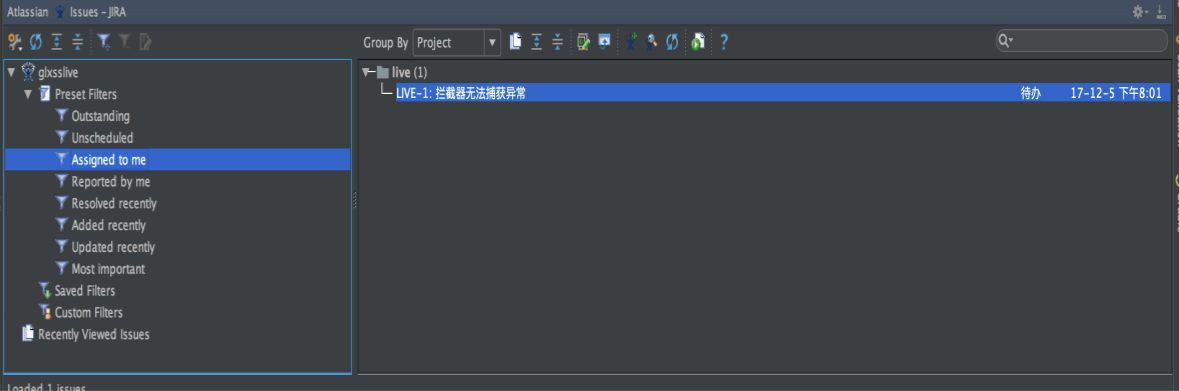 Atlassian Issues – JIRA
Group By Project
glxsslive
Preset Filters
Outstanding
Unscheduled
Assigned to me
Reported by me
Resolved recently
Added recently
Updated recently
Most important
Saved Filters
Custom Filters
Recently Viewed Issues
live (1)
LIVE-1: 拦截器无法捕获异常 待办 17-12-5 下午8:01
Loaded 1 issues